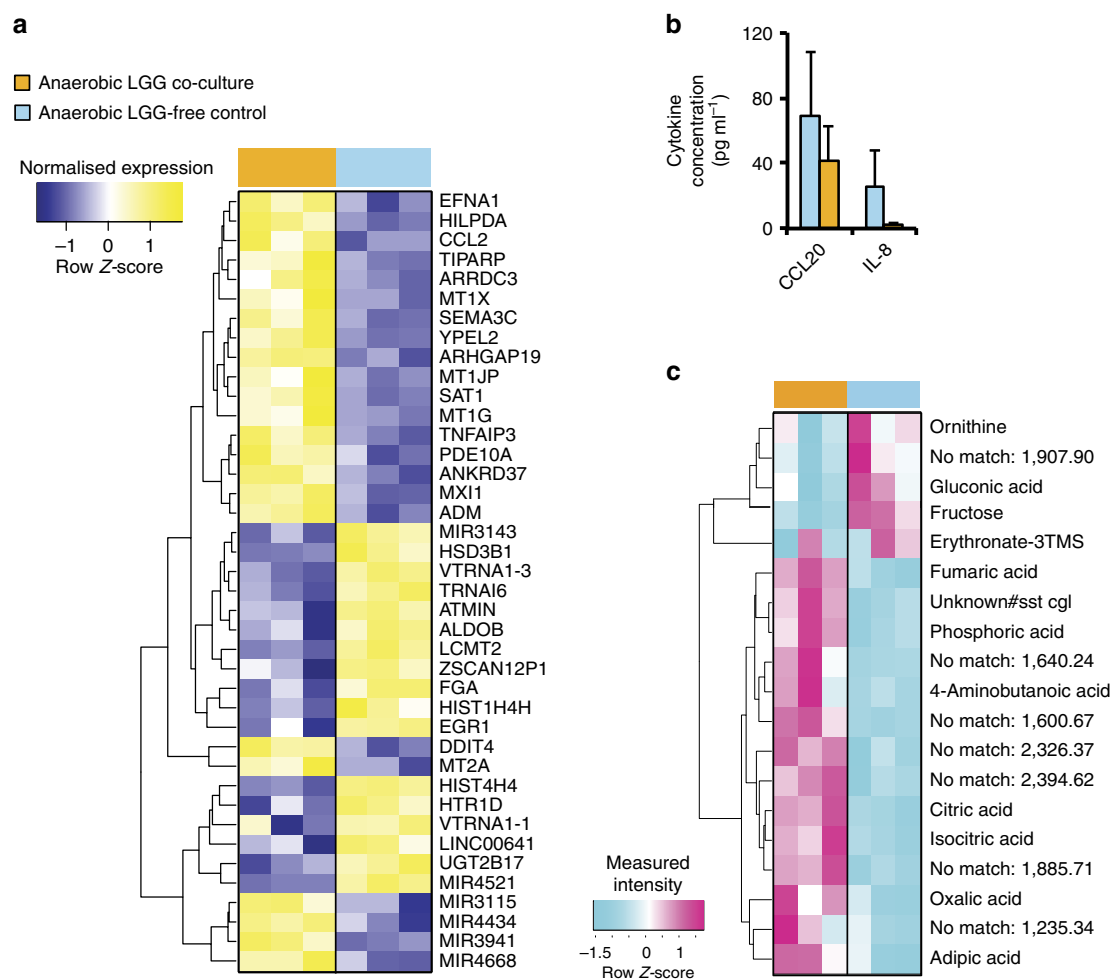 a
Anaerobic LGG co-culture
Anaerobic LGG-free control
Normalised expression
−1 0 1
Row Z-score
EFNA1
HILPDA
CCL2
TIPARP
ARRDC3
MT1X
SEMA3C
YPEL2
ARHGAP19
MT1JP
SAT1
MT1G
TNFAIP3
PDE10A
ANKRD37
MXI1
ADM
MIR3143
HSD3B1
VTRNA1-3
TRNAI6
ATMIN
ALDOB
LCMT2
ZSCAN12P1
FGA
HIST1H4H
EGR1
DDIT4
MT2A
HIST4H4
HTR1D
VTRNA1-1
LINC00641
UGT2B17
MIR4521
MIR3115
MIR4434
MIR3941
MIR4668
b
120
80
40
0
Cytokine
concentration
(pg ml−1)
CCL20
IL-8
c
Ornithine
No match: 1,907.90
Gluconic acid
Fructose
Erythronate-3TMS
Fumaric acid
Unknown#sst cgl
Phosphoric acid
No match: 1,640.24
4-Aminobutanoic acid
No match: 1,600.67
No match: 2,326.37
No match: 2,394.62
Citric acid
Isocitric acid
No match: 1,885.71
Oxalic acid
No match: 1,235.34
Adipic acid
Measured
intensity
−1.5 0 1
Row Z-score